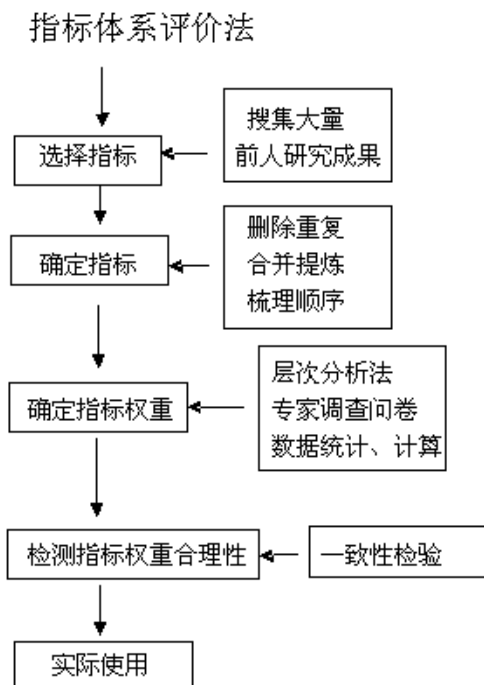 指标体系评价法
搜集大量
前人研究成果
选择指标
删除重复
合并提炼
梳理顺序
确定指标
层次分析法
专家调查问卷
数据统计、计算
确定指标权重
检测指标权重合理性
一致性检验
实际使用